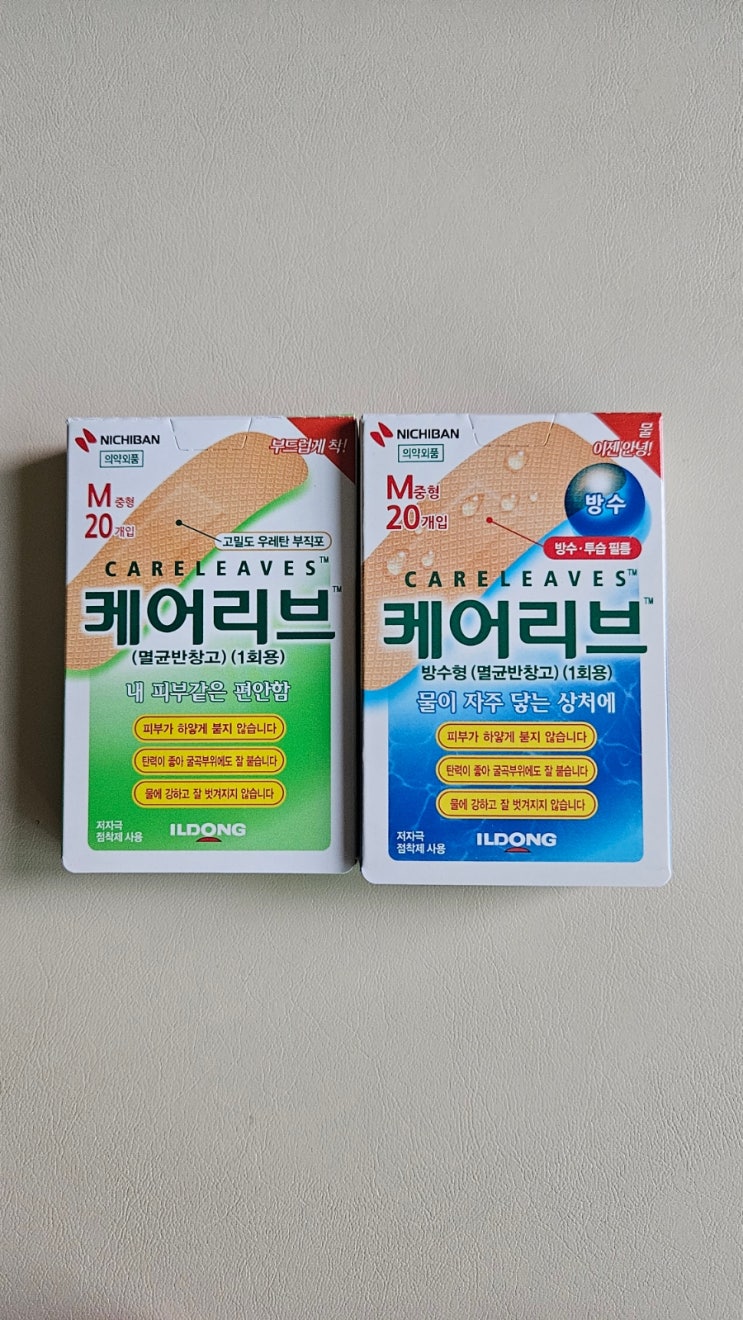 NICHIBAN
부드럽게 착!
의약외품
M 중형
20개입
고밀도 우레탄 부직포
CARELEAVES™
케어리브™
(멸균반창고) (1회용)
내 피부같은 편안함
피부가 하얗게 붇지 않습니다
탄력이 좋아 굴곡부위에도 잘 붙습니다
물에 강하고 잘 벗겨지지 않습니다
저자극
점착제 사용
ILDONG
NICHIBAN
물
이젠 안녕!
의약외품
M 중형
20개입
방수
방수·투습 필름
CARELEAVES™
케어리브™
방수형 (멸균반창고) (1회용)
물이 자주 닿는 상처에
피부가 하얗게 붇지 않습니다
탄력이 좋아 굴곡부위에도 잘 붙습니다
물에 강하고 잘 벗겨지지 않습니다
저자극
점착제 사용
ILDONG